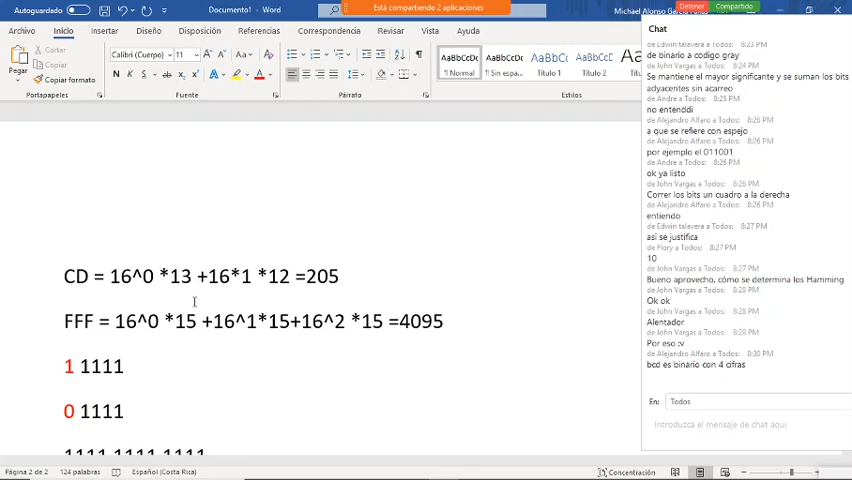 Autoguardado
Documento1 - Word
Está compartiendo 2 aplicaciones
Michael Alonso
Detener
Compartido
Archivo Inicio Insertar Diseño Disposición Referencias Correspondencia Revisar Vista Ayuda
Pegar
Cortar
Copiar
Copiar formato
Calibri (Cuerpo) 11
N K S
AaBbCcDc AaBbCcDc AaBbC AaBbCcD
¶ Normal ¶ Sin espa... Título 1 Título 2
Portapapeles Fuente Estilos
CD = 16^0 *13 +16*1 *12 =205
FFF = 16^0 *15 +16^1*15+16^2 *15 =4095
1 1111
0 1111
1111 1111 1111
Chat
de Edwin talavera a Todos: 8:23 PM
de binario a codigo gray
de John Vargas a Todos: 8:24 PM
Se mantiene el mayor significante y se suman los bits
adyacentes sin acarreo
de Andre a Todos: 8:25 PM
no entenddi
de Alejandro Alfaro a Todos: 8:26 PM
a que se refiere con espejo
de Alejandro Alfaro a Todos: 8:26 PM
por ejemplo el 011001
de Andre a Todos: 8:26 PM
ok ya listo
de John Vargas a Todos: 8:26 PM
Correr los bits un cuadro a la derecha
de Alejandro Alfaro a Todos: 8:26 PM
entiendo
de Edwin talavera a Todos: 8:27 PM
asi se justifica
de Flory a Todos: 8:27 PM
10
de John Vargas a Todos: 8:27 PM
Bueno aprovecho, cómo se determina los Hamming
de John Vargas a Todos: 8:28 PM
Ok ok
de John Vargas a Todos: 8:28 PM
Alentador
de John Vargas a Todos: 8:28 PM
Por eso :v
de Alejandro Alfaro a Todos: 8:30 PM
bcd es binario con 4 cifras
En: Todos
Introduzca el mensaje de chat aquí
Página 2 de 2 124 palabras Español (Costa Rica) Concentración